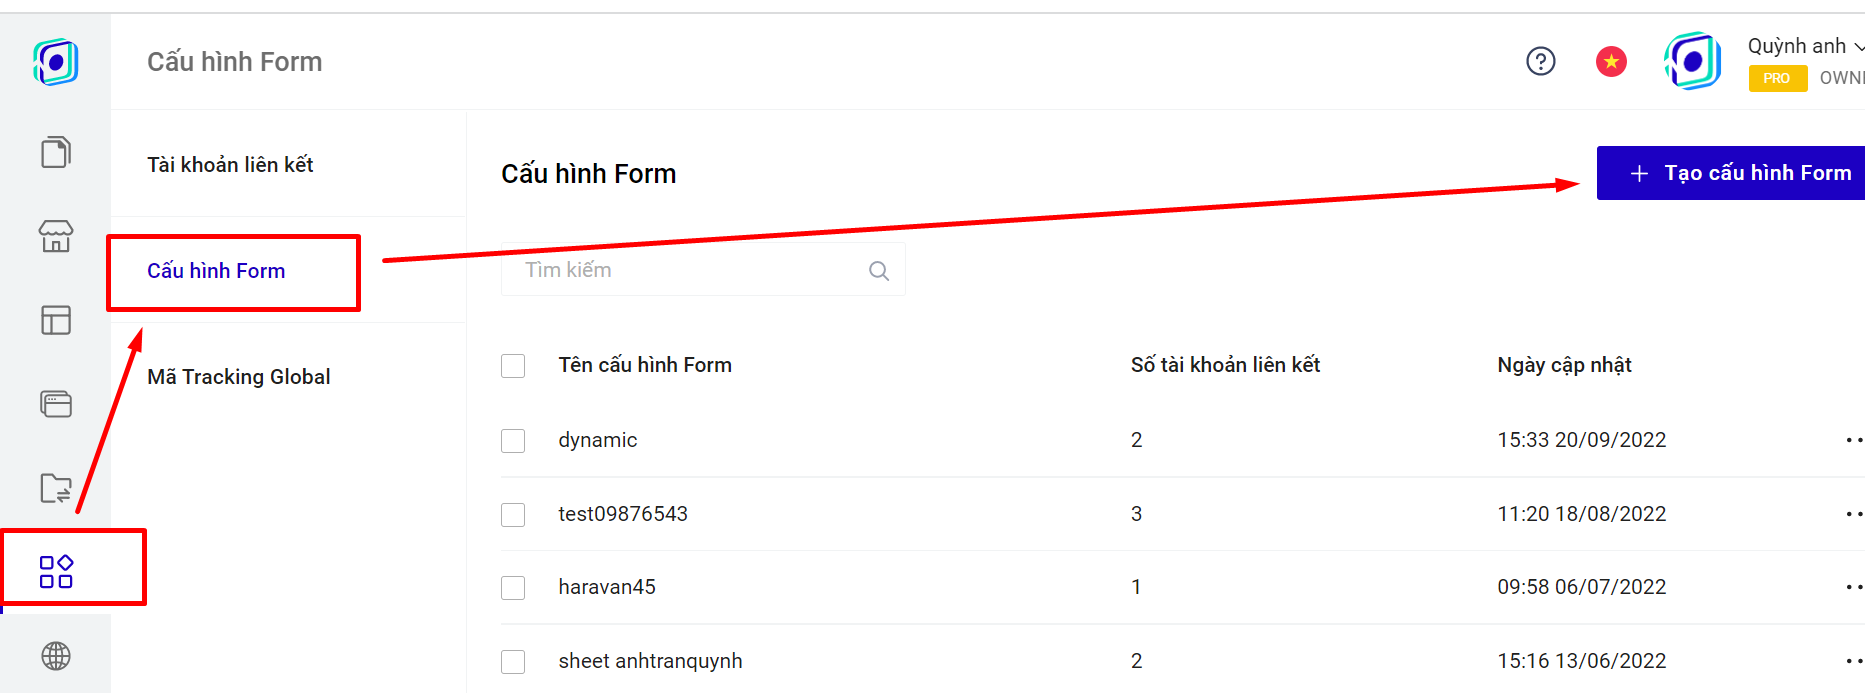 Cấu hình Form
Quỳnh anh
PRO
Tài khoản liên kết
Cấu hình Form
Mã Tracking Global
Cấu hình Form
+ Tạo cấu hình Form
Tìm kiếm
Tên cấu hình Form Số tài khoản liên kết Ngày cập nhật
dynamic 2 15:33 20/09/2022
test09876543 3 11:20 18/08/2022
haravan45 1 09:58 06/07/2022
sheet anhtranquynh 2 15:16 13/06/2022